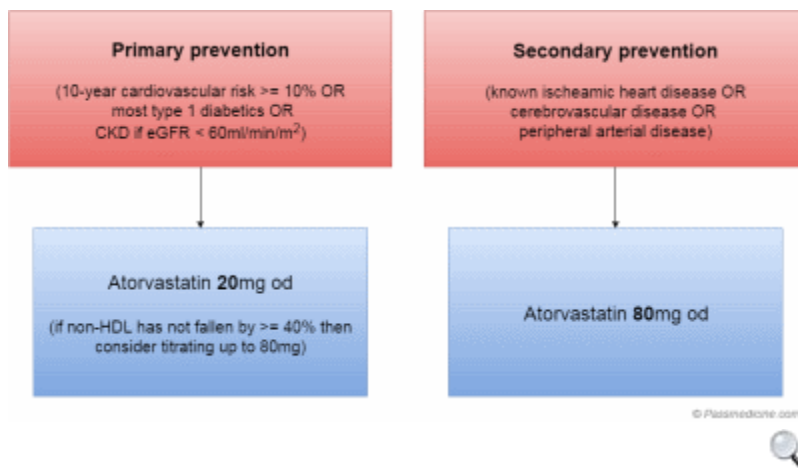 Primary prevention
(10-year cardiovascular risk >= 10% OR
most type 1 diabetics OR
CKD if eGFR < 60ml/min/m²)
Atorvastatin 20mg od
(if non-HDL has not fallen by >= 40% then
consider titrating up to 80mg)
Secondary prevention
(known ischeamic heart disease OR
cerebrovascular disease OR
peripheral arterial disease)
Atorvastatin 80mg od
© Passmedicine.com